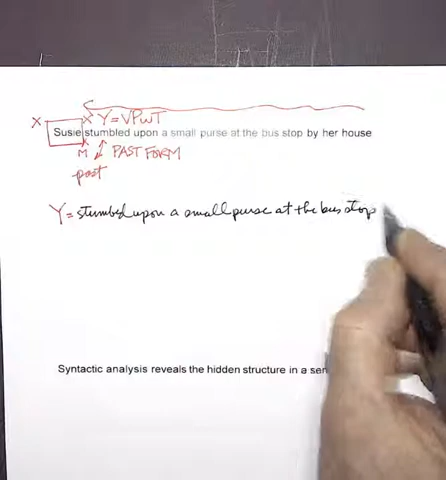 X X Y = VPWT
Susie stumbled upon a small purse at the bus stop by her house
X
M PAST FORM
past
Y = stumbled upon a small purse at the bus stop
Syntactic analysis reveals the hidden structure in a sen